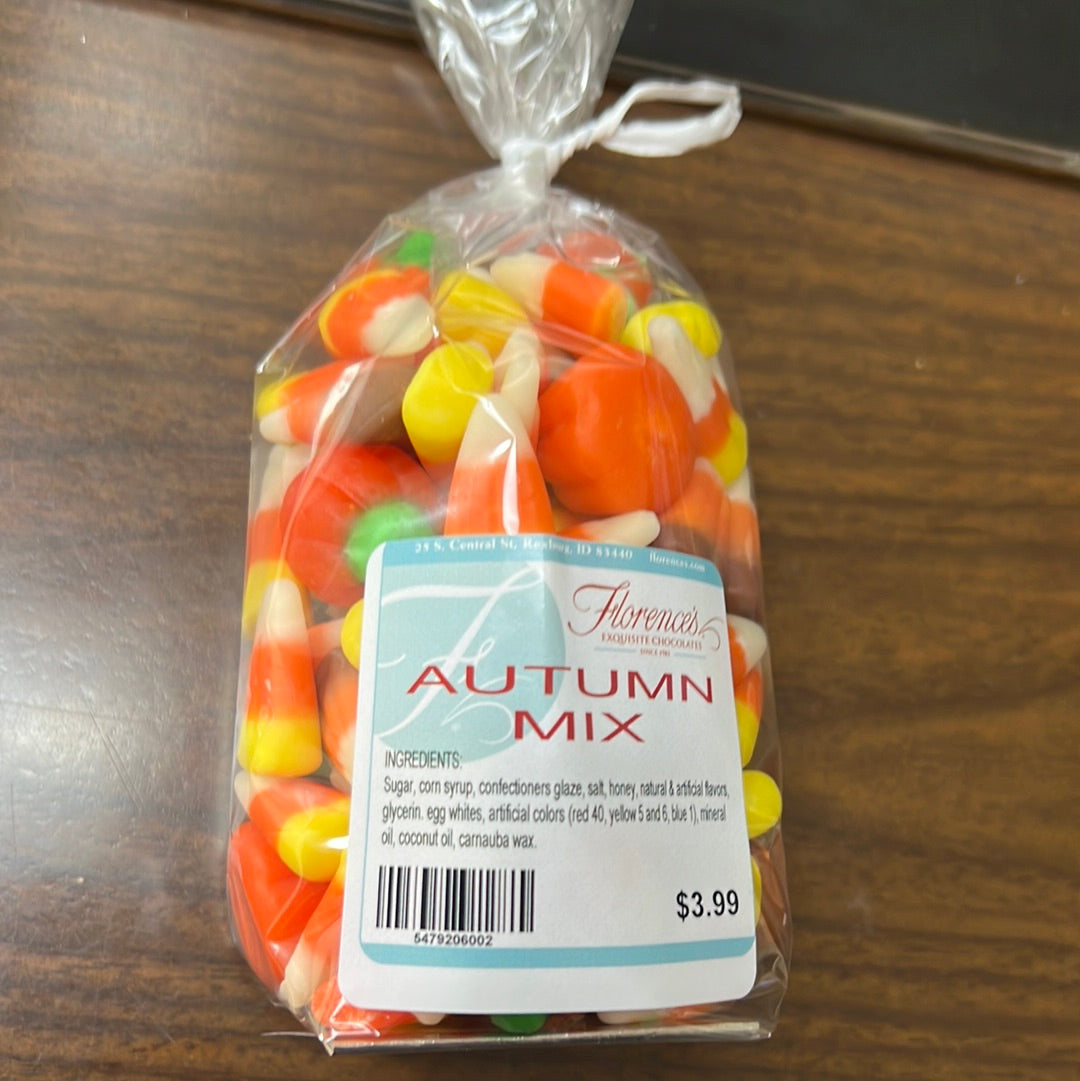 25 S. Central St, Rexburg, ID 83440 florences.com
Florence's
EXQUISITE CHOCOLATES
AUTUMN
MIX
INGREDIENTS:
Sugar, corn syrup, confectioners glaze, salt, honey, natural & artificial flavors,
glycerin. egg whites, artificial colors (red 40, yellow 5 and 6, blue 1), mineral
oil, coconut oil, carnauba wax.
$3.99
5479206002